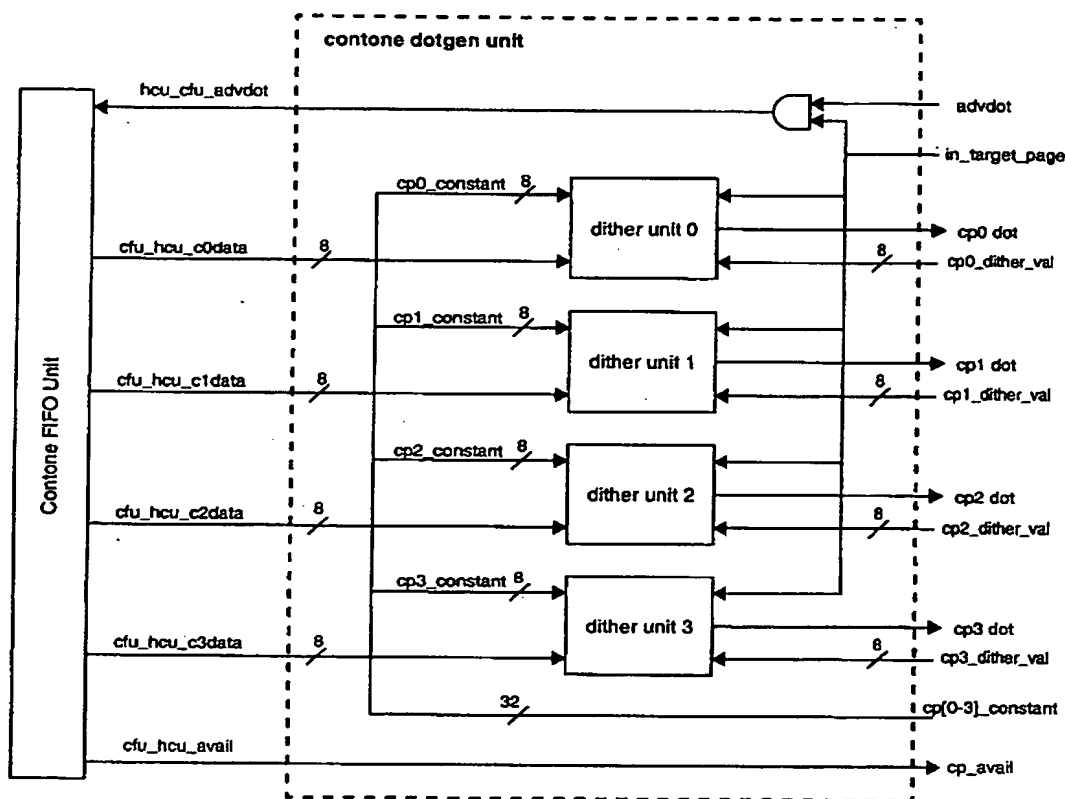 contone dotgen unit
hcu_cfu_advdot
advdot
in_target_page
cp0_constant 8
dither unit 0
cp0 dot
cfu_hcu_c0data 8
8 cp0_dither_val
cp1_constant 8
dither unit 1
cp1 dot
cfu_hcu_c1data 8
8 cp1_dither_val
Contone FIFO Unit
cp2_constant 8
dither unit 2
cp2 dot
cfu_hcu_c2data 8
8 cp2_dither_val
cp3_constant 8
dither unit 3
cp3 dot
cfu_hcu_c3data 8
8 cp3_dither_val
32 cp[0-3]_constant
cfu_hcu_avail
cp_avail